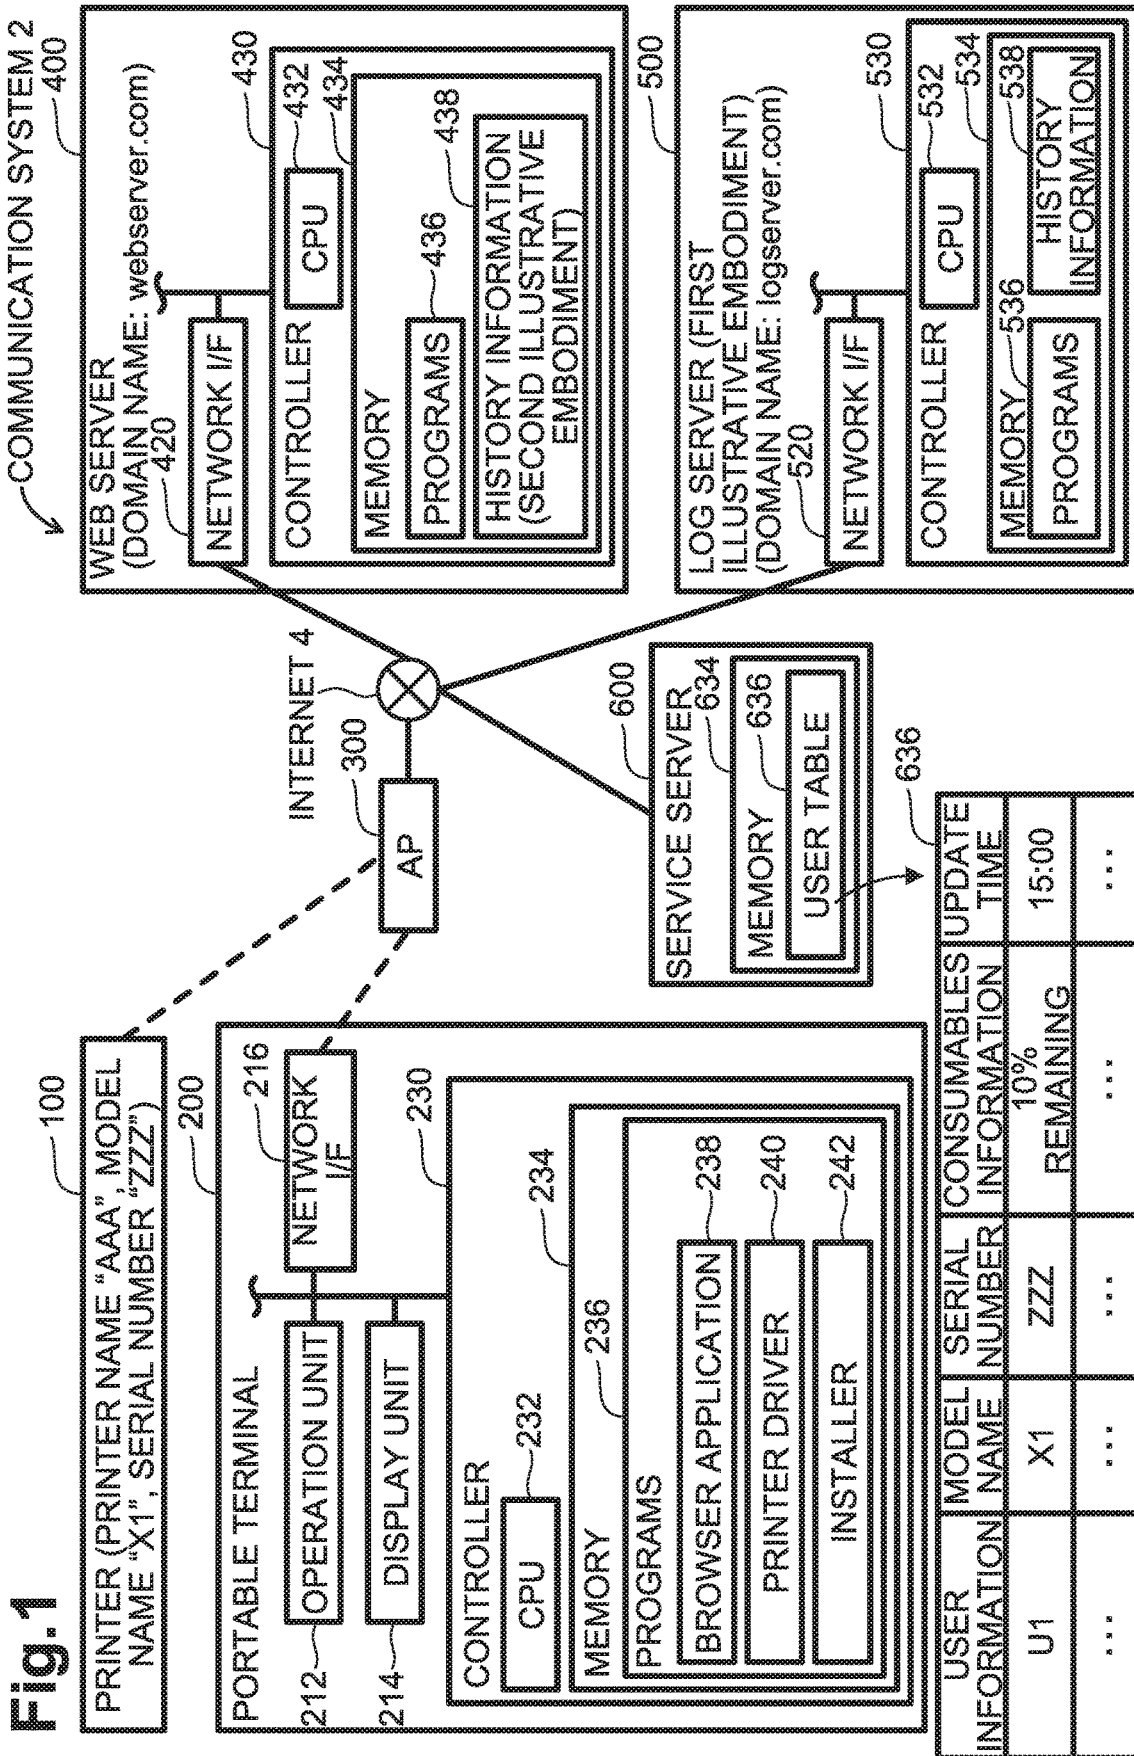 Fig.1
COMMUNICATION SYSTEM 2
PRINTER (PRINTER NAME “AAA”, MODEL
NAME “X1”, SERIAL NUMBER “ZZZ”)
100
PORTABLE TERMINAL
200
OPERATION UNIT
212
DISPLAY UNIT
214
NETWORK
I/F
216
CONTROLLER
230
CPU
232
MEMORY
234
PROGRAMS
236
BROWSER APPLICATION
238
PRINTER DRIVER
240
INSTALLER
242
AP
300
INTERNET 4
WEB SERVER
(DOMAIN NAME: webserver.com)
400
NETWORK I/F
420
CONTROLLER
430
CPU
432
MEMORY
434
PROGRAMS
436
HISTORY INFORMATION
(SECOND ILLUSTRATIVE
EMBODIMENT)
438
LOG SERVER (FIRST
ILLUSTRATIVE EMBODIMENT)
(DOMAIN NAME: logserver.com)
500
NETWORK I/F
520
CONTROLLER
530
CPU
532
MEMORY
534
PROGRAMS
536
HISTORY
INFORMATION
538
SERVICE SERVER
600
MEMORY
634
USER TABLE
636
636
USER
INFORMATION
MODEL
NAME
SERIAL
NUMBER
CONSUMABLES
INFORMATION
UPDATE
TIME
U1
X1
ZZZ
10%
REMAINING
15:00
...
...
...
...
...